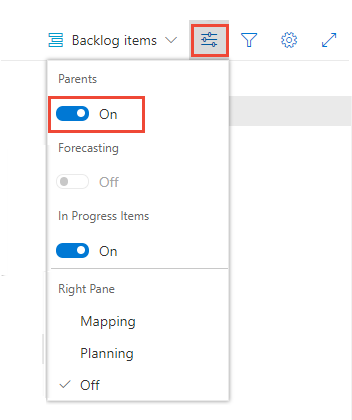 Backlog items
Parents
On
Forecasting
Off
In Progress Items
On
Right Pane
Mapping
Planning
Off